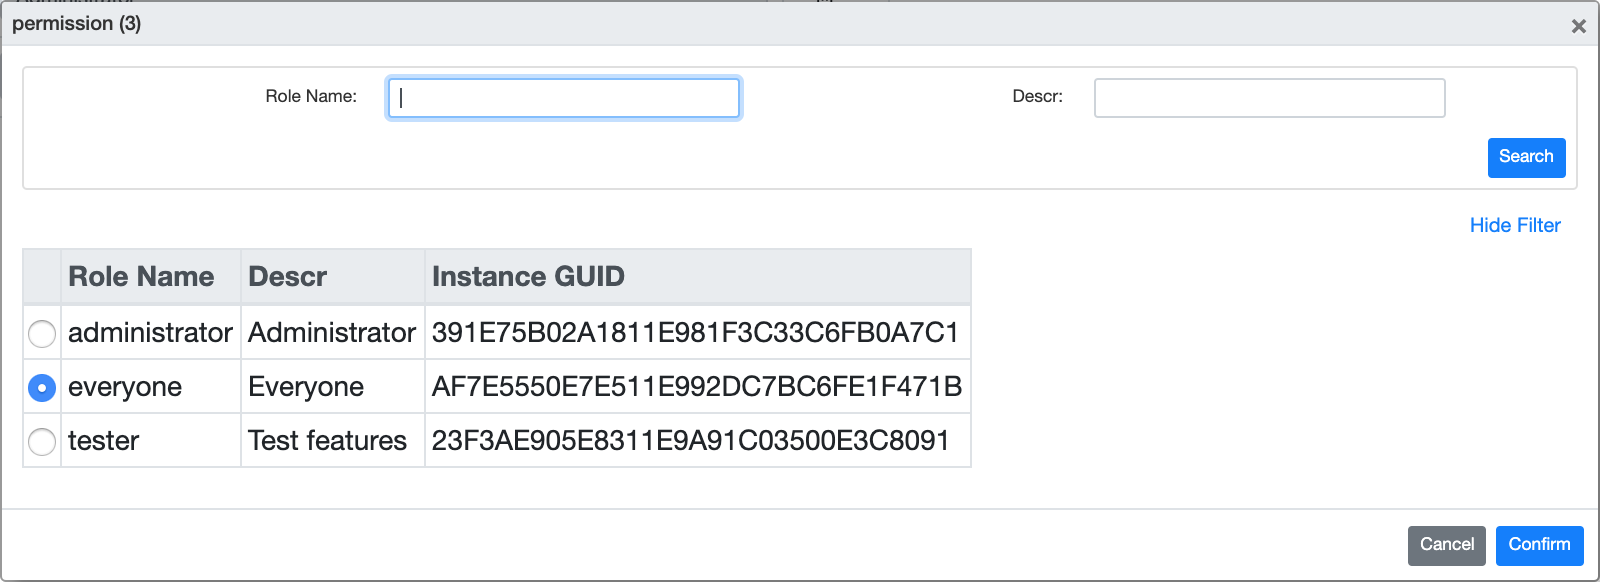 permission (3)
Role Name: Descr:
Search
Hide Filter
Role Name Descr Instance GUID
administrator Administrator 391E75B02A1811E981F3C33C6FB0A7C1
everyone Everyone AF7E5550E7E511E992DC7BC6FE1F471B
tester Test features 23F3AE905E8311E9A91C03500E3C8091
Cancel Confirm